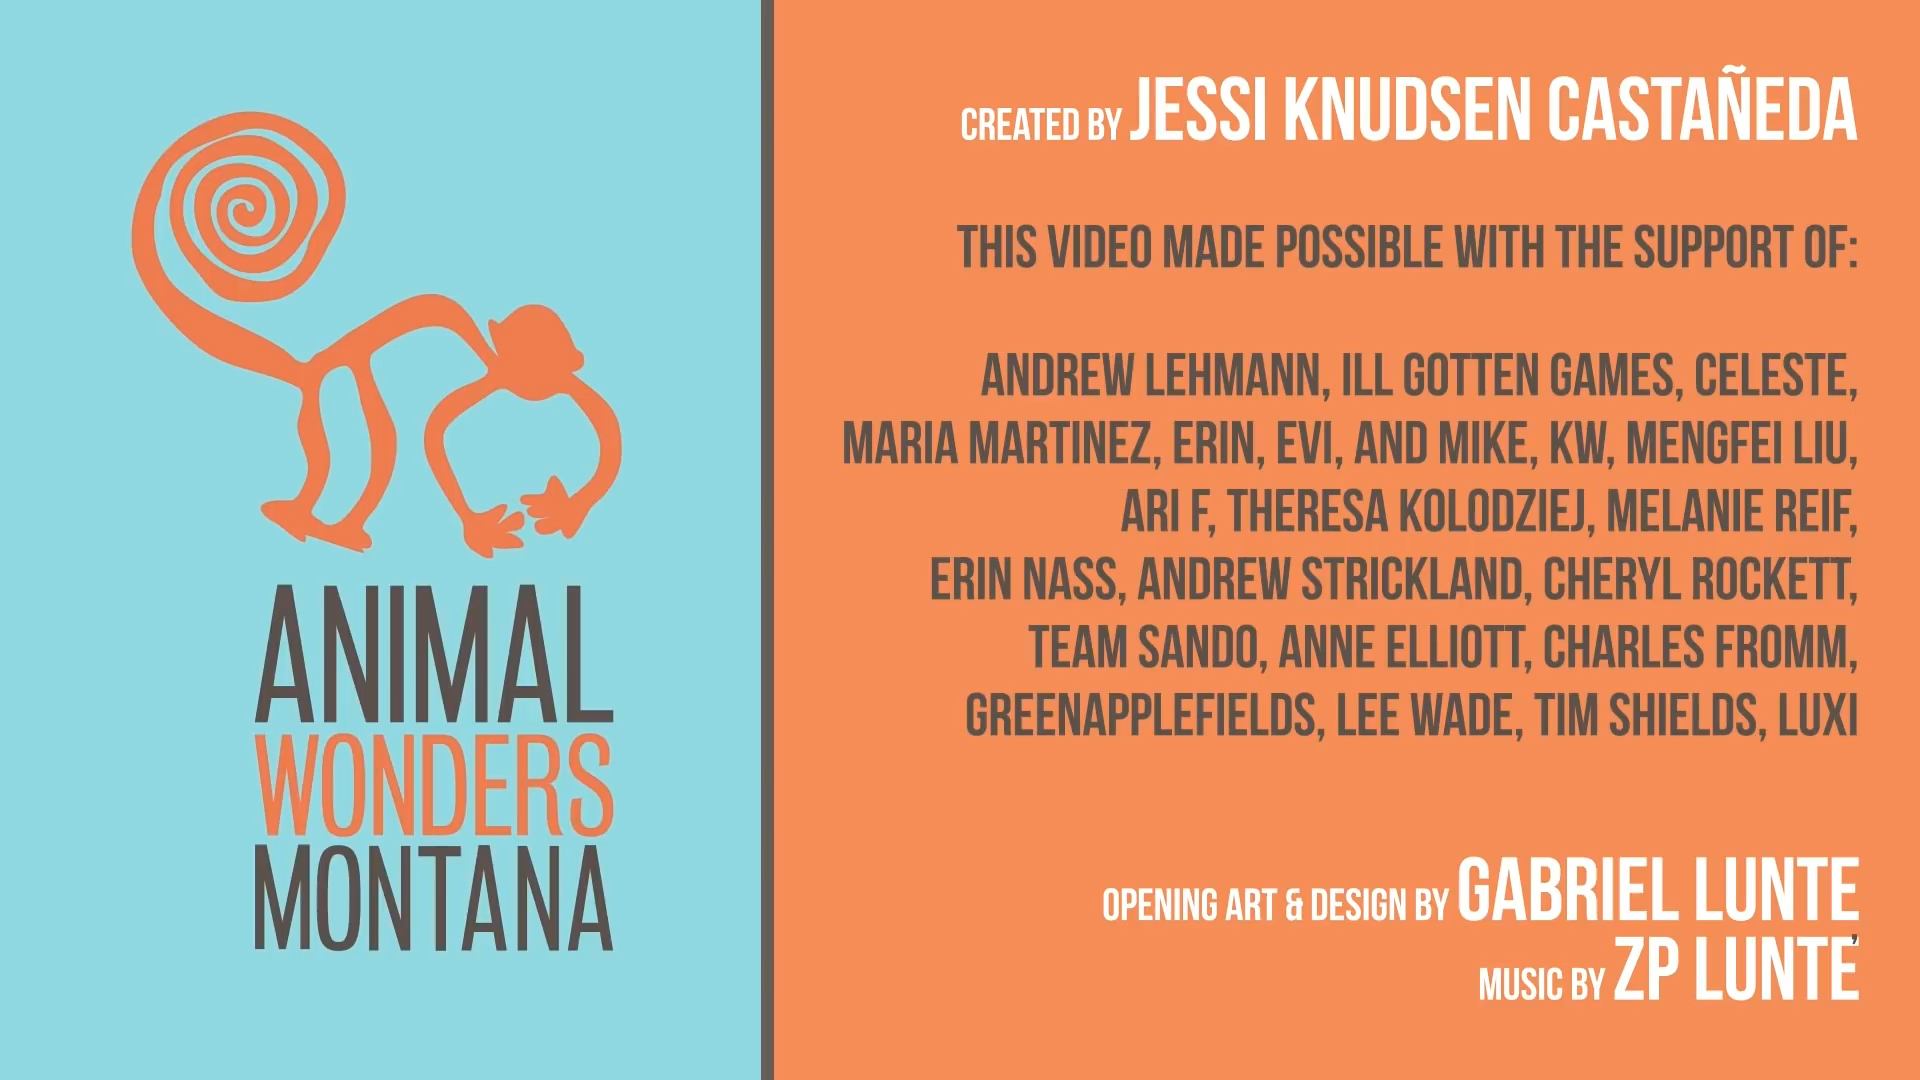 ANIMAL
WONDERS
MONTANA
CREATED BY JESSI KNUDSEN CASTAÑEDA
THIS VIDEO MADE POSSIBLE WITH THE SUPPORT OF:
ANDREW LEHMANN, ILL GOTTEN GAMES, CELESTE,
MARIA MARTINEZ, ERIN, EVI, AND MIKE, KW, MENGFEI LIU,
ARI F, THERESA KOLODZIEJ, MELANIE REIF,
ERIN NASS, ANDREW STRICKLAND, CHERYL ROCKETT,
TEAM SANDO, ANNE ELLIOTT, CHARLES FROMM,
GREENAPPLEFIELDS, LEE WADE, TIM SHIELDS, LUXI
OPENING ART & DESIGN BY GABRIEL LUNTE
,
MUSIC BY ZP LUNTE